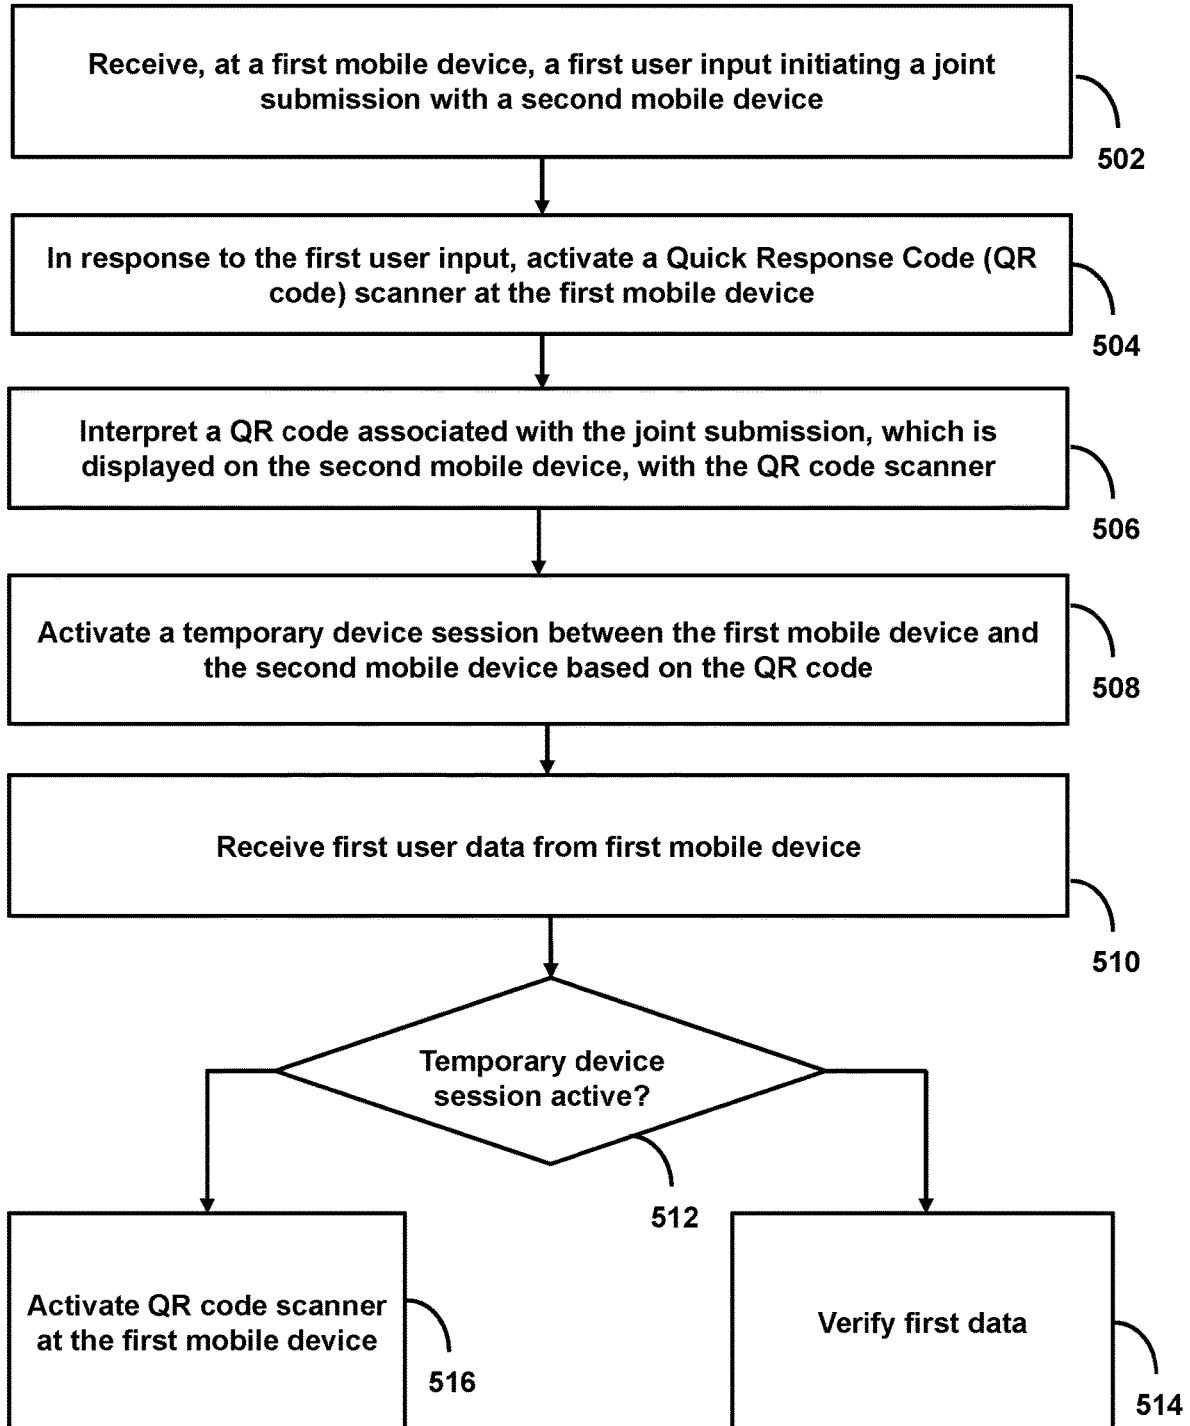 Receive, at a first mobile device, a first user input initiating a joint
submission with a second mobile device
502
In response to the first user input, activate a Quick Response Code (QR
code) scanner at the first mobile device
504
Interpret a QR code associated with the joint submission, which is
displayed on the second mobile device, with the QR code scanner
506
Activate a temporary device session between the first mobile device and
the second mobile device based on the QR code
508
Receive first user data from first mobile device
510
Temporary device
session active?
512
Activate QR code scanner
at the first mobile device
516
Verify first data
514